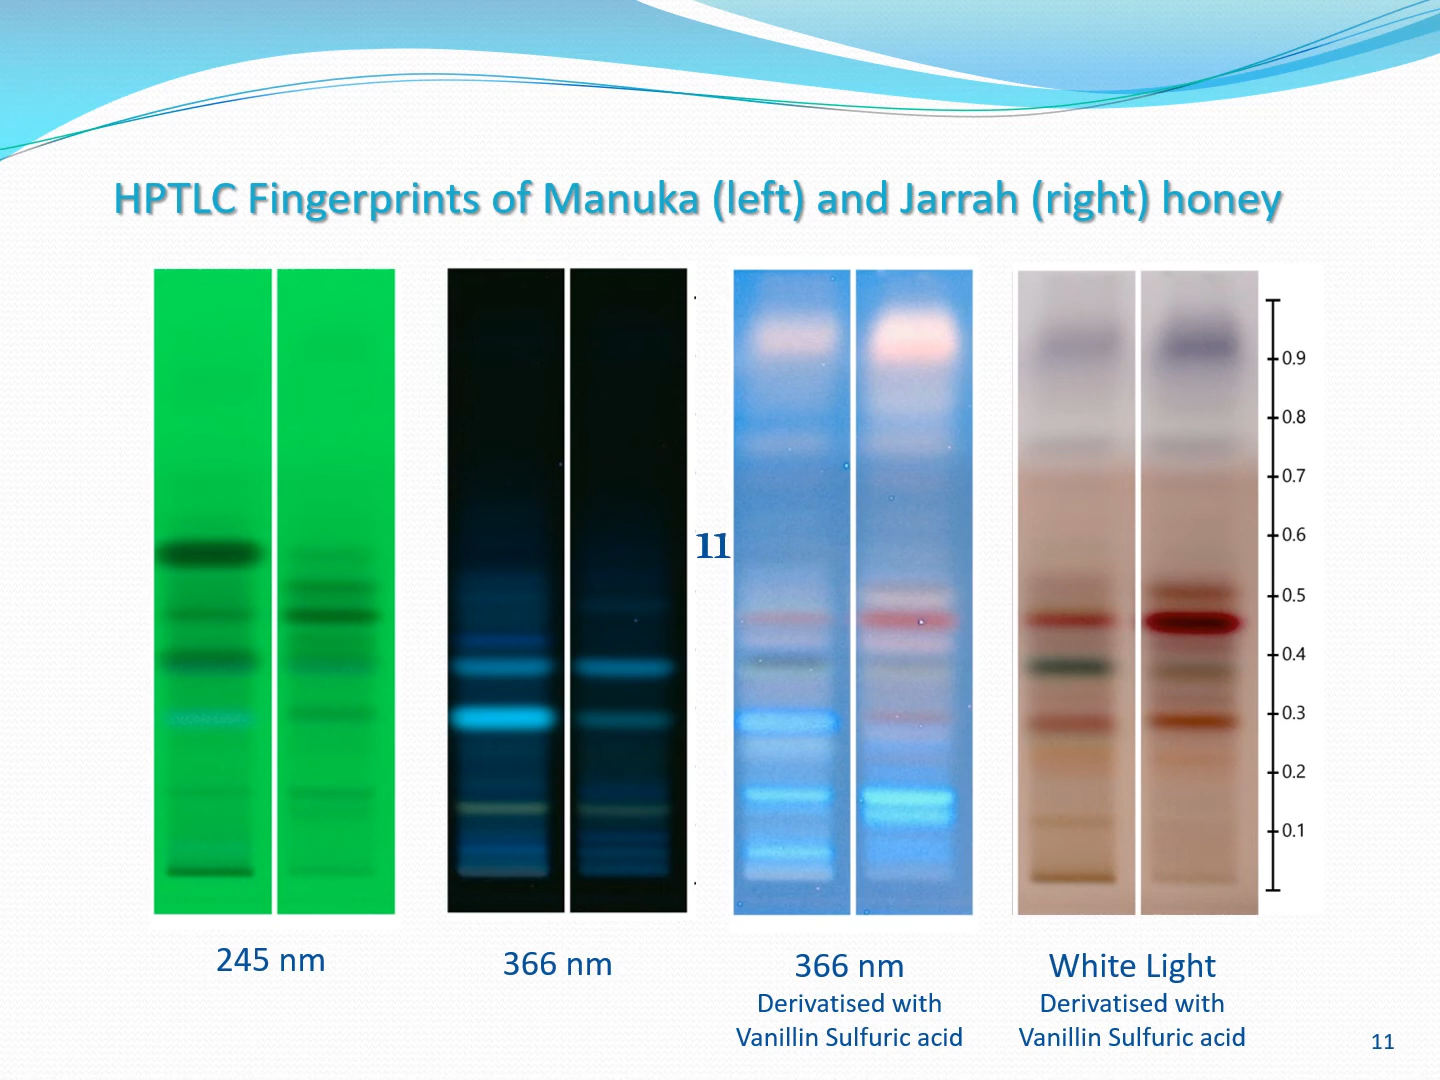 HPTLC Fingerprints of Manuka (left) and Jarrah (right) honey
11
0.9
0.8
0.7
0.6
0.5
0.4
0.3
0.2
0.1
245 nm
366 nm
366 nm
Derivatised with
Vanillin Sulfuric acid
White Light
Derivatised with
Vanillin Sulfuric acid
11